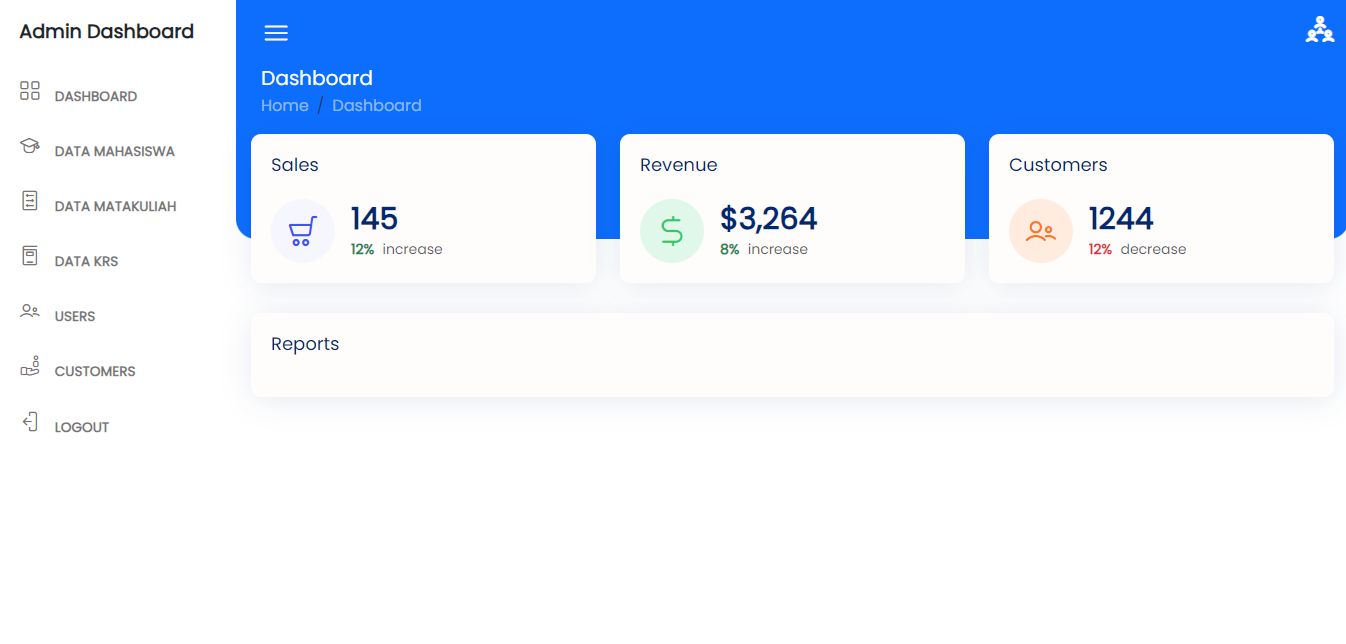 Admin Dashboard
DASHBOARD
DATA MAHASISWA
DATA MATAKULIAH
DATA KRS
USERS
CUSTOMERS
LOGOUT
Dashboard
Home / Dashboard
Sales
145
12% increase
Revenue
$3,264
8% increase
Customers
1244
12% decrease
Reports